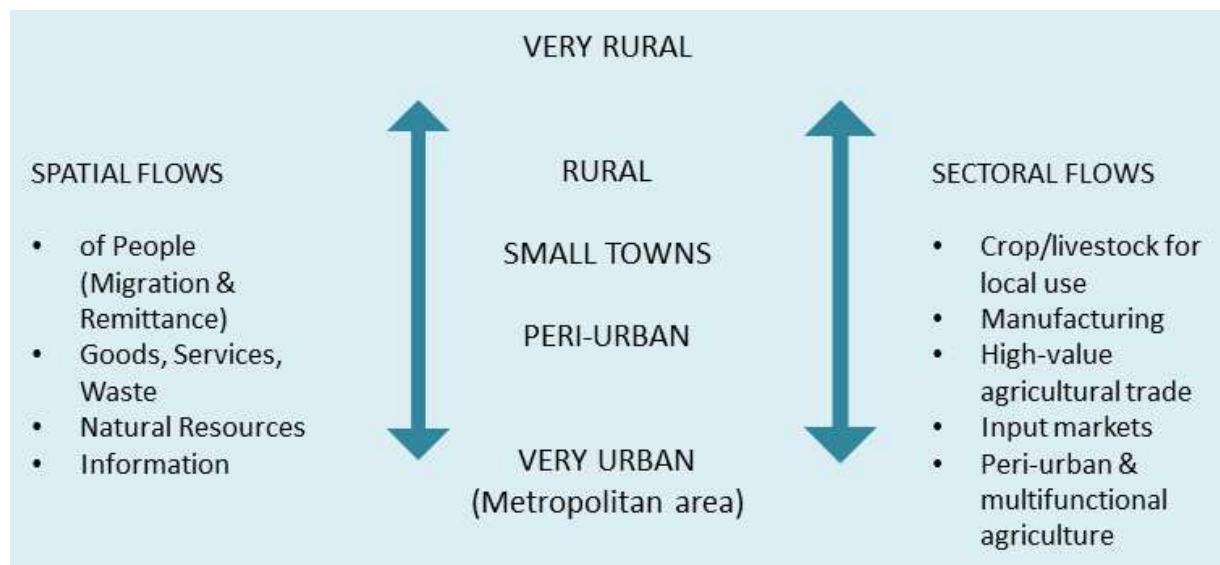 VERY RURAL
SPATIAL FLOWS
• of People
(Migration &
Remittance)
• Goods, Services,
Waste
• Natural Resources
• Information
RURAL
SMALL TOWNS
PERI-URBAN
VERY URBAN
(Metropolitan area)
SECTORAL FLOWS
• Crop/livestock for
local use
• Manufacturing
• High-value
agricultural trade
• Input markets
• Peri-urban &
multifunctional
agriculture